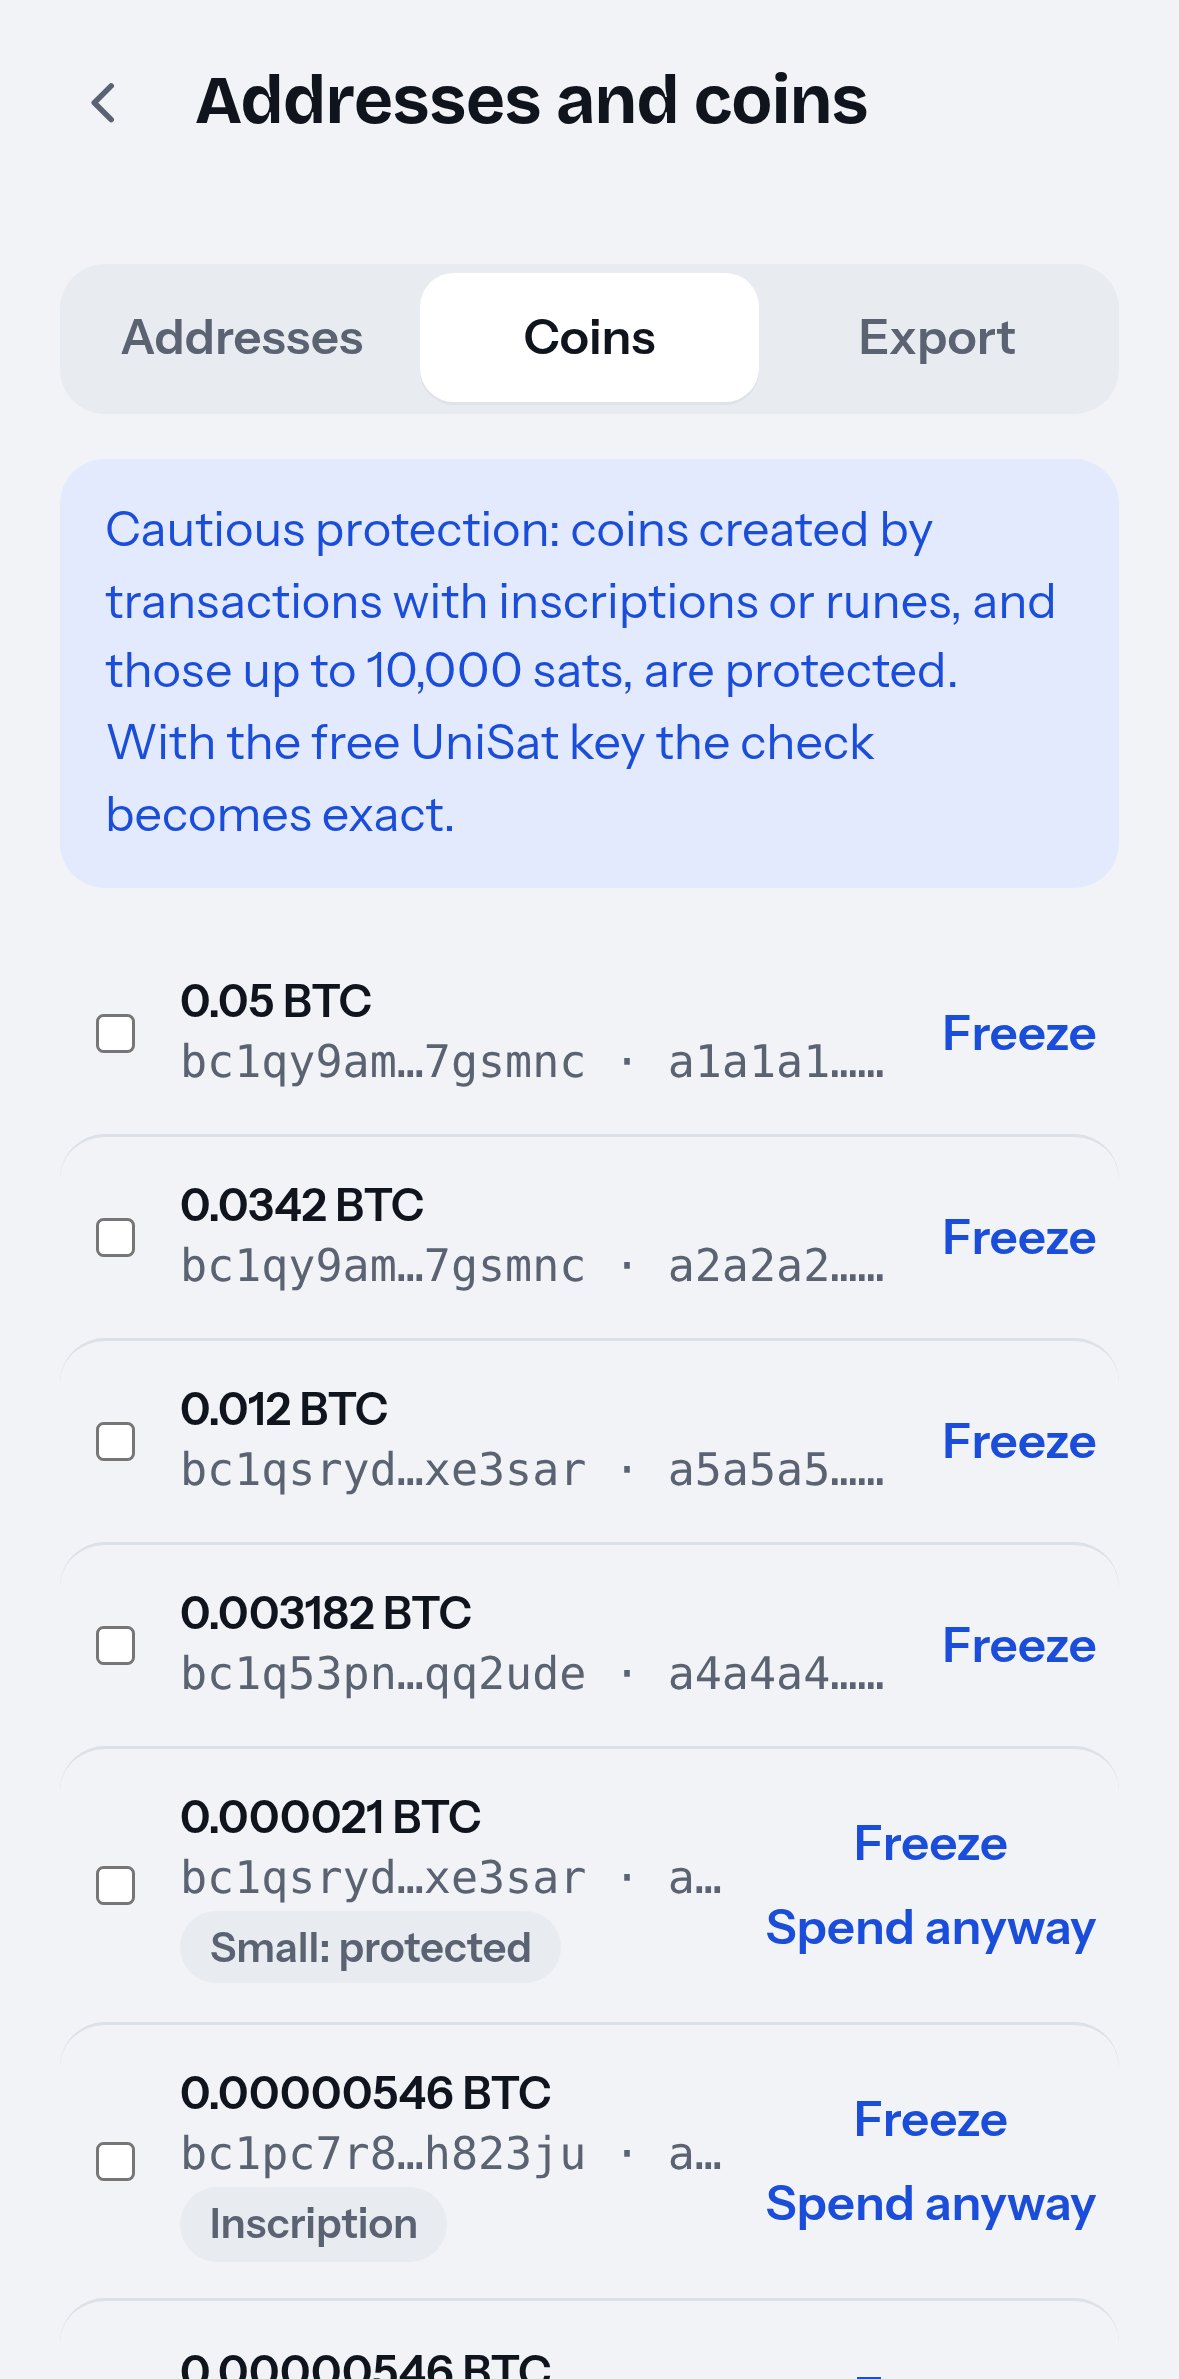 Addresses and coins
Addresses
Coins
Export
Cautious protection: coins created by
transactions with inscriptions or runes, and
those up to 10,000 sats, are protected.
With the free UniSat key the check
becomes exact.
0.05 BTC
bc1qy9am…7gsmnc · a1a1a1……
Freeze
0.0342 BTC
bc1qy9am…7gsmnc · a2a2a2……
Freeze
0.012 BTC
bc1qsryd…xe3sar · a5a5a5……
Freeze
0.003182 BTC
bc1q53pn…qq2ude · a4a4a4……
Freeze
0.000021 BTC
bc1qsryd…xe3sar · a…
Small: protected
Freeze
Spend anyway
0.00000546 BTC
bc1pc7r8…h823ju · a…
Inscription
Freeze
Spend anyway
0.00000546 BTC